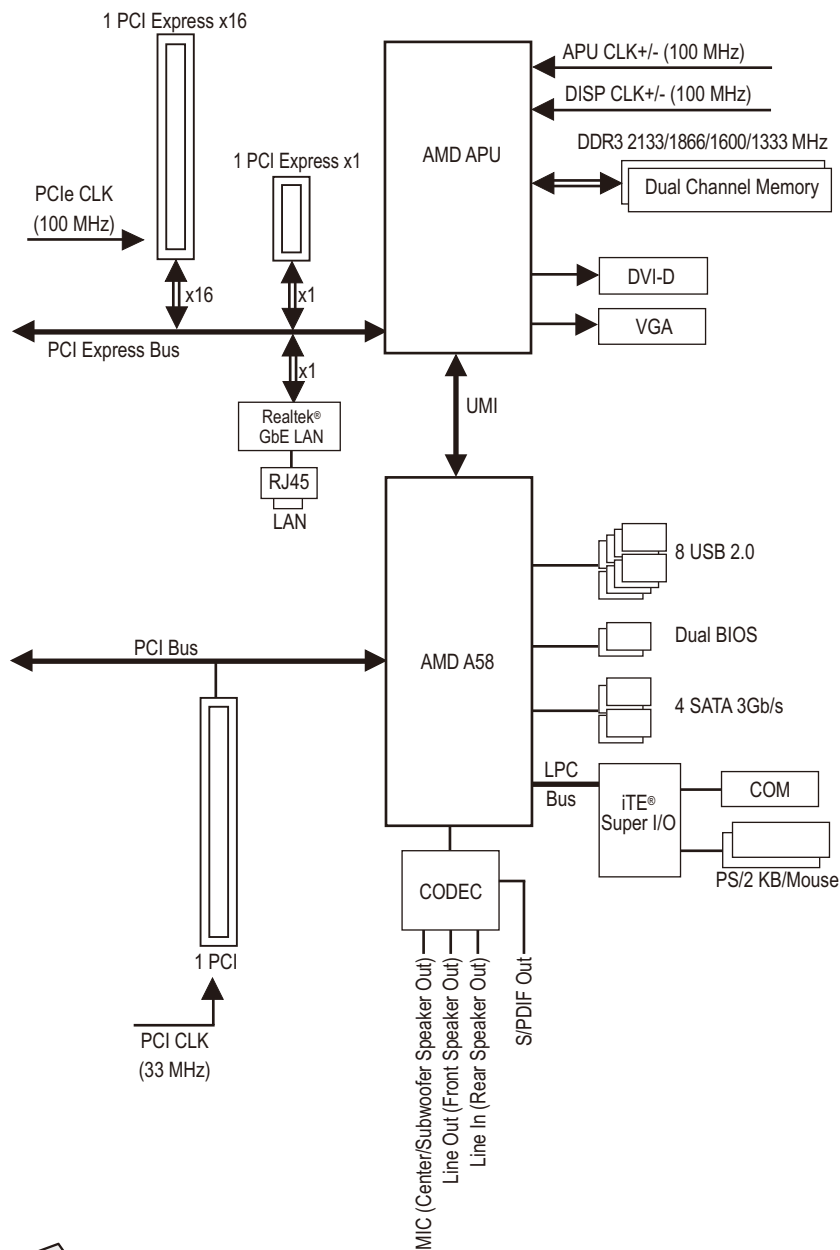 1 PCI Express x16
APU CLK+/- (100 MHz)
DISP CLK+/- (100 MHz)
DDR3 2133/1866/1600/1333 MHz
AMD APU
Dual Channel Memory
1 PCI Express x1
PCIe CLK
(100 MHz)
DVI-D
x16
x1
VGA
PCI Express Bus
x1
UMI
Realtek®
GbE LAN
RJ45
LAN
8 USB 2.0
PCI Bus
AMD A58
Dual BIOS
4 SATA 3Gb/s
LPC
Bus
iTE®
Super I/O
COM
PS/2 KB/Mouse
CODEC
1 PCI
PCI CLK
(33 MHz)
MIC (Center/Subwoofer Speaker Out)
Line Out (Front Speaker Out)
Line In (Rear Speaker Out)
S/PDIF Out